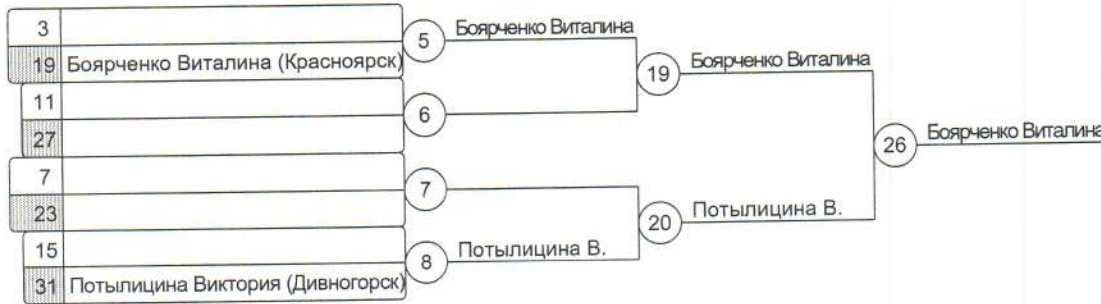 3
5
Боярченко Виталина
19 Боярченко Виталина (Красноярск)
19
Боярченко Виталина
11
6
27
26
Боярченко Виталина
7
7
23
20
Потылицина В.
15
8
Потылицина В.
31 Потылицина Виктория (Дивногорск)